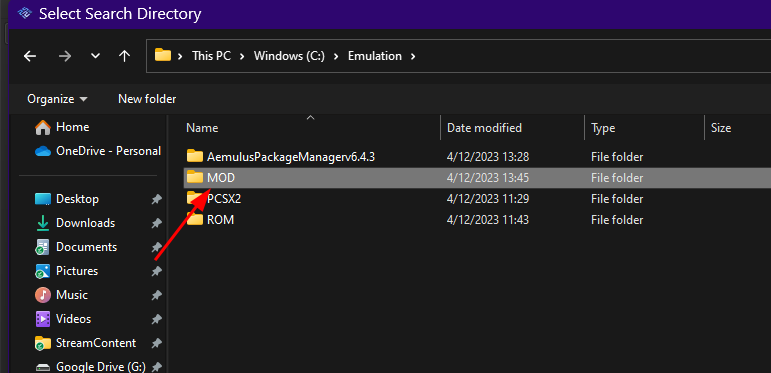 Select Search Directory
This PC > Windows (C:) > Emulation >
Organize New folder
Name Date modified Type Size
Home
OneDrive - Personal
Desktop
Downloads
Documents
Pictures
Music
Videos
StreamContent
Google Drive (G:)
AemulusPackageManagerv6.4.3 4/12/2023 13:28 File folder
MOD 4/12/2023 13:45 File folder
PCSX2 4/12/2023 11:29 File folder
ROM 4/12/2023 11:43 File folder